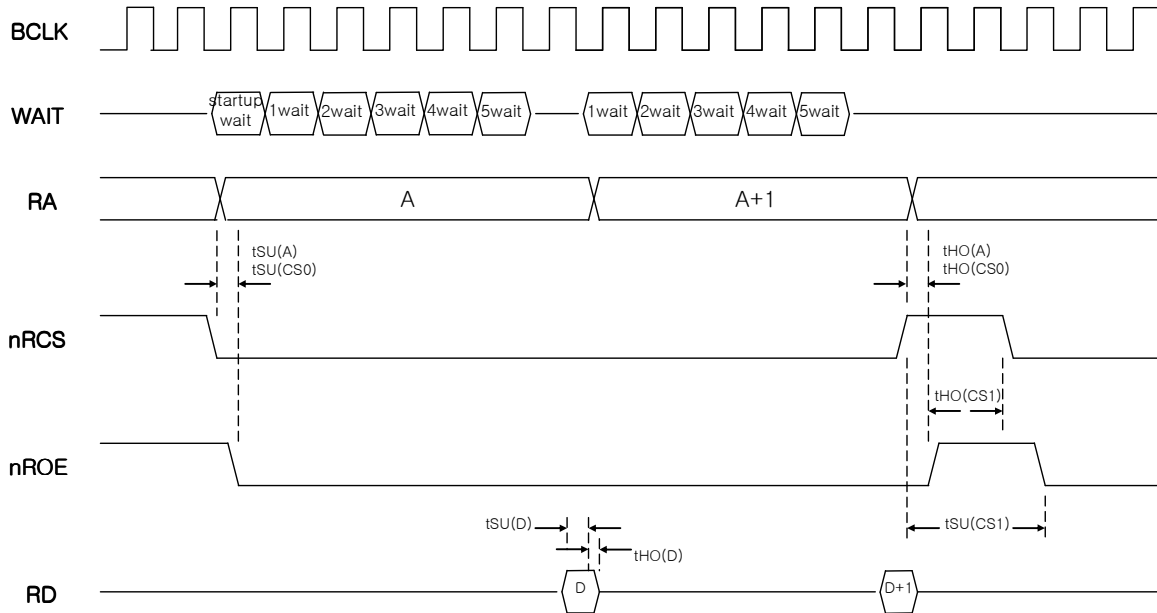 BCLK
WAIT
startup
wait
1wait
2wait
3wait
4wait
5wait
1wait
2wait
3wait
4wait
5wait
RA
A
A+1
tSU(A)
tSU(CS0)
tHO(A)
tHO(CS0)
nRCS
tHO(CS1)
nROE
tSU(CS1)
tSU(D)
tHO(D)
RD
D
D+1